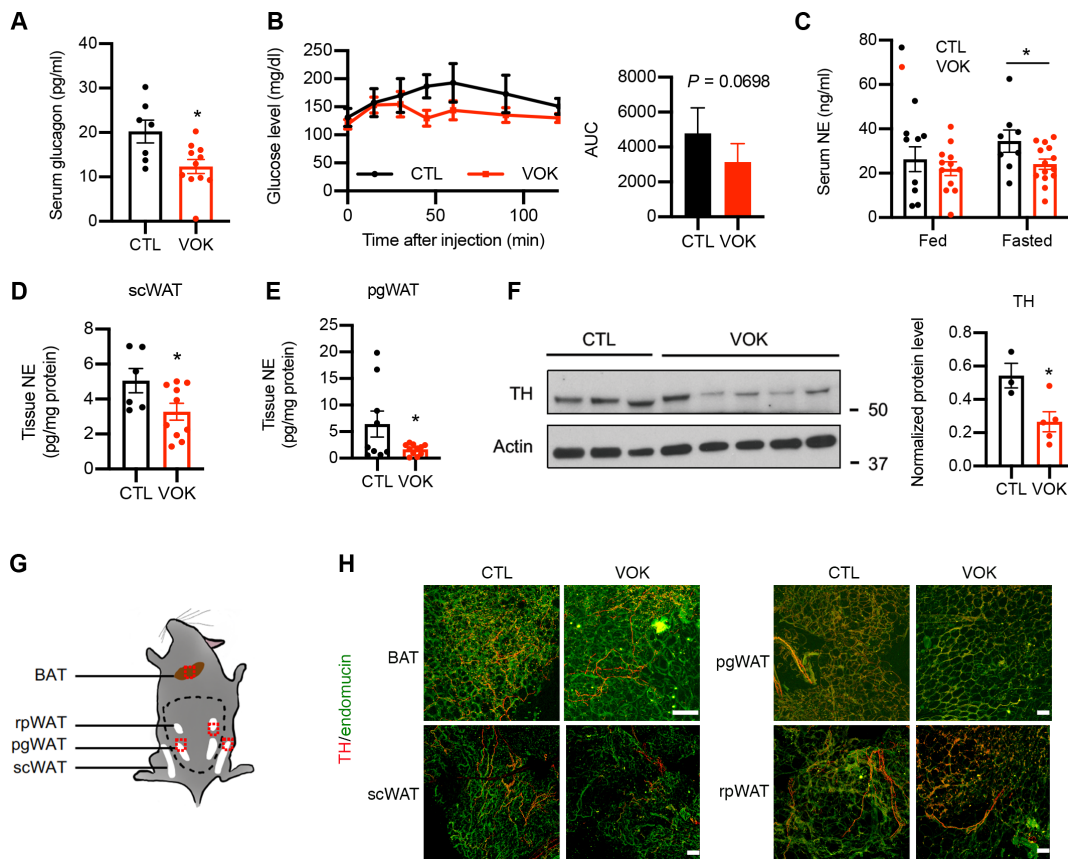 A
Serum glucagon (pg/ml)
40
30
20
10
0
*
CTL
VOK
B
Glucose level (mg/dl)
250
200
150
100
50
0
CTL
VOK
0
50
100
Time after injection (min)
AUC
8000
6000
4000
2000
0
P = 0.0698
CTL VOK
C
Serum NE (ng/ml)
80
60
40
20
0
CTL
VOK
*
Fed
Fasted
D
scWAT
Tissue NE
(pg/mg protein)
8
6
4
2
0
*
CTL VOK
E
pgWAT
Tissue NE
(pg/mg protein)
25
20
15
10
5
0
*
CTL VOK
F
CTL
VOK
TH
50
Actin
37
TH
Normalized protein level
0.8
0.6
0.4
0.2
0.0
*
CTL VOK
G
BAT
rpWAT
pgWAT
scWAT
H
TH/endomucin
CTL
VOK
BAT
scWAT
CTL
VOK
pgWAT
rpWAT